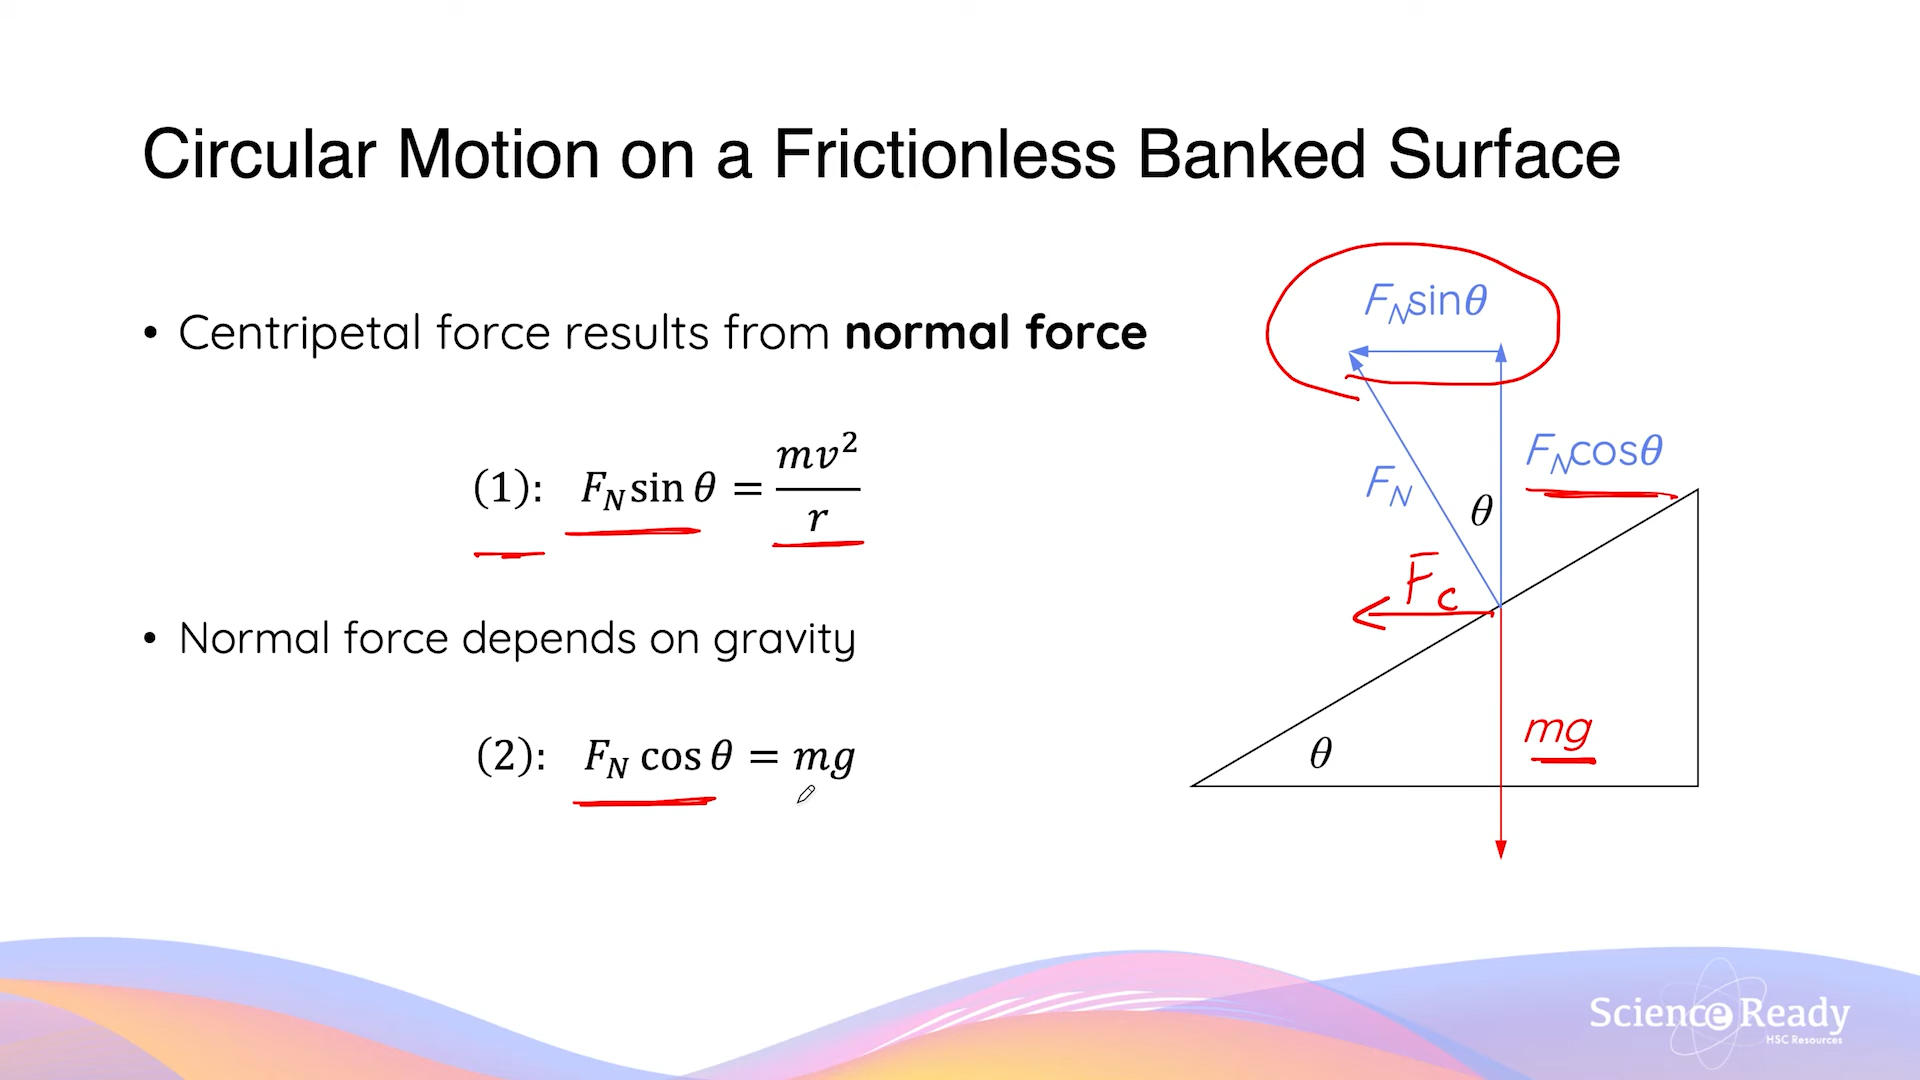 Circular Motion on a Frictionless Banked Surface
• Centripetal force results from normal force
(1): F_N sin θ = mv²/r
• Normal force depends on gravity
(2): F_N cos θ = mg
F_N sinθ
F_N cosθ
F_N
θ
F_c
mg
θ
Science Ready
HSC Resources